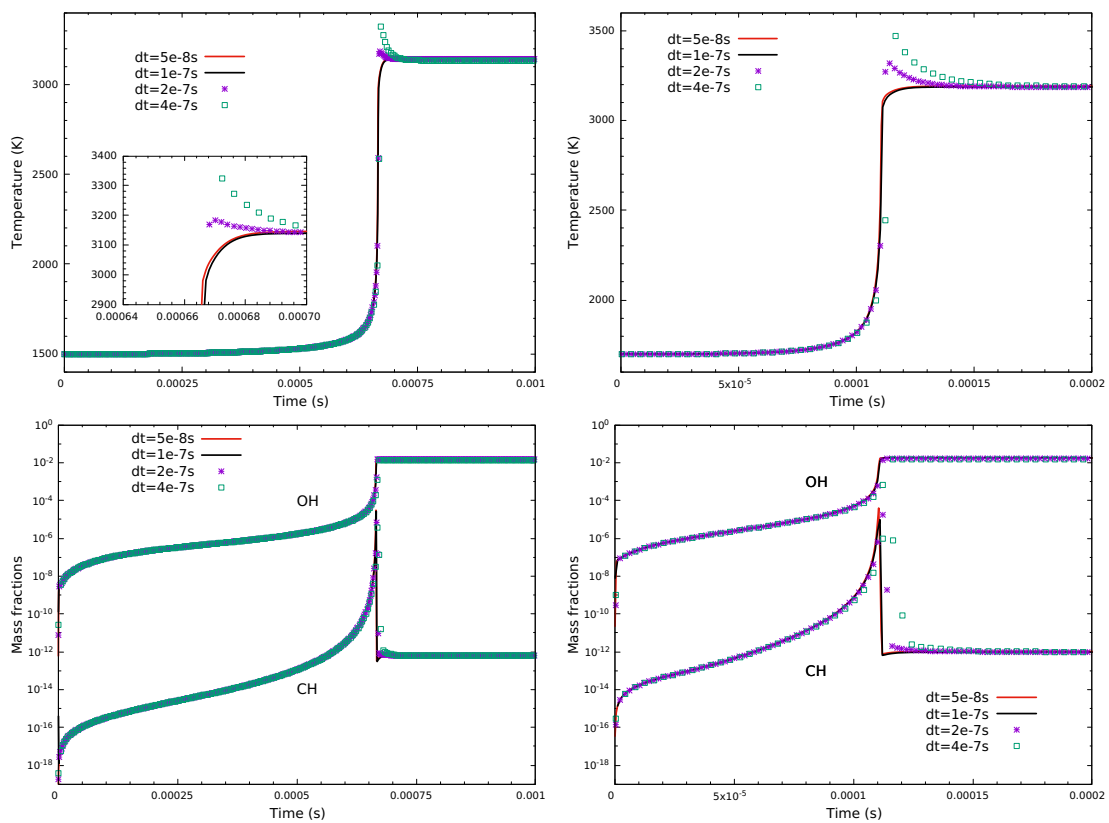 dt=5e-8s
dt=1e-7s
dt=2e-7s
dt=4e-7s
3000
2500
2000
1500
0
0.00025
0.0005
0.00075
0.001
Temperature (K)
Time (s)
3400
3300
3200
3100
3000
2900
0.00064
0.00066
0.00068
0.00070
dt=5e-8s
dt=1e-7s
dt=2e-7s
dt=4e-7s
3500
3000
2500
2000
0
5x10⁻⁵
0.0001
0.00015
0.0002
Temperature (K)
Time (s)
dt=5e-8s
dt=1e-7s
dt=2e-7s
dt=4e-7s
10⁰
10⁻²
10⁻⁴
10⁻⁶
10⁻⁸
10⁻¹⁰
10⁻¹²
10⁻¹⁴
10⁻¹⁶
10⁻¹⁸
OH
CH
0
0.00025
0.0005
0.00075
0.001
Mass fractions
Time (s)
10⁰
10⁻²
10⁻⁴
10⁻⁶
10⁻⁸
10⁻¹⁰
10⁻¹²
10⁻¹⁴
10⁻¹⁶
10⁻¹⁸
OH
CH
dt=5e-8s
dt=1e-7s
dt=2e-7s
dt=4e-7s
0
5x10⁻⁵
0.0001
0.00015
0.0002
Mass fractions
Time (s)